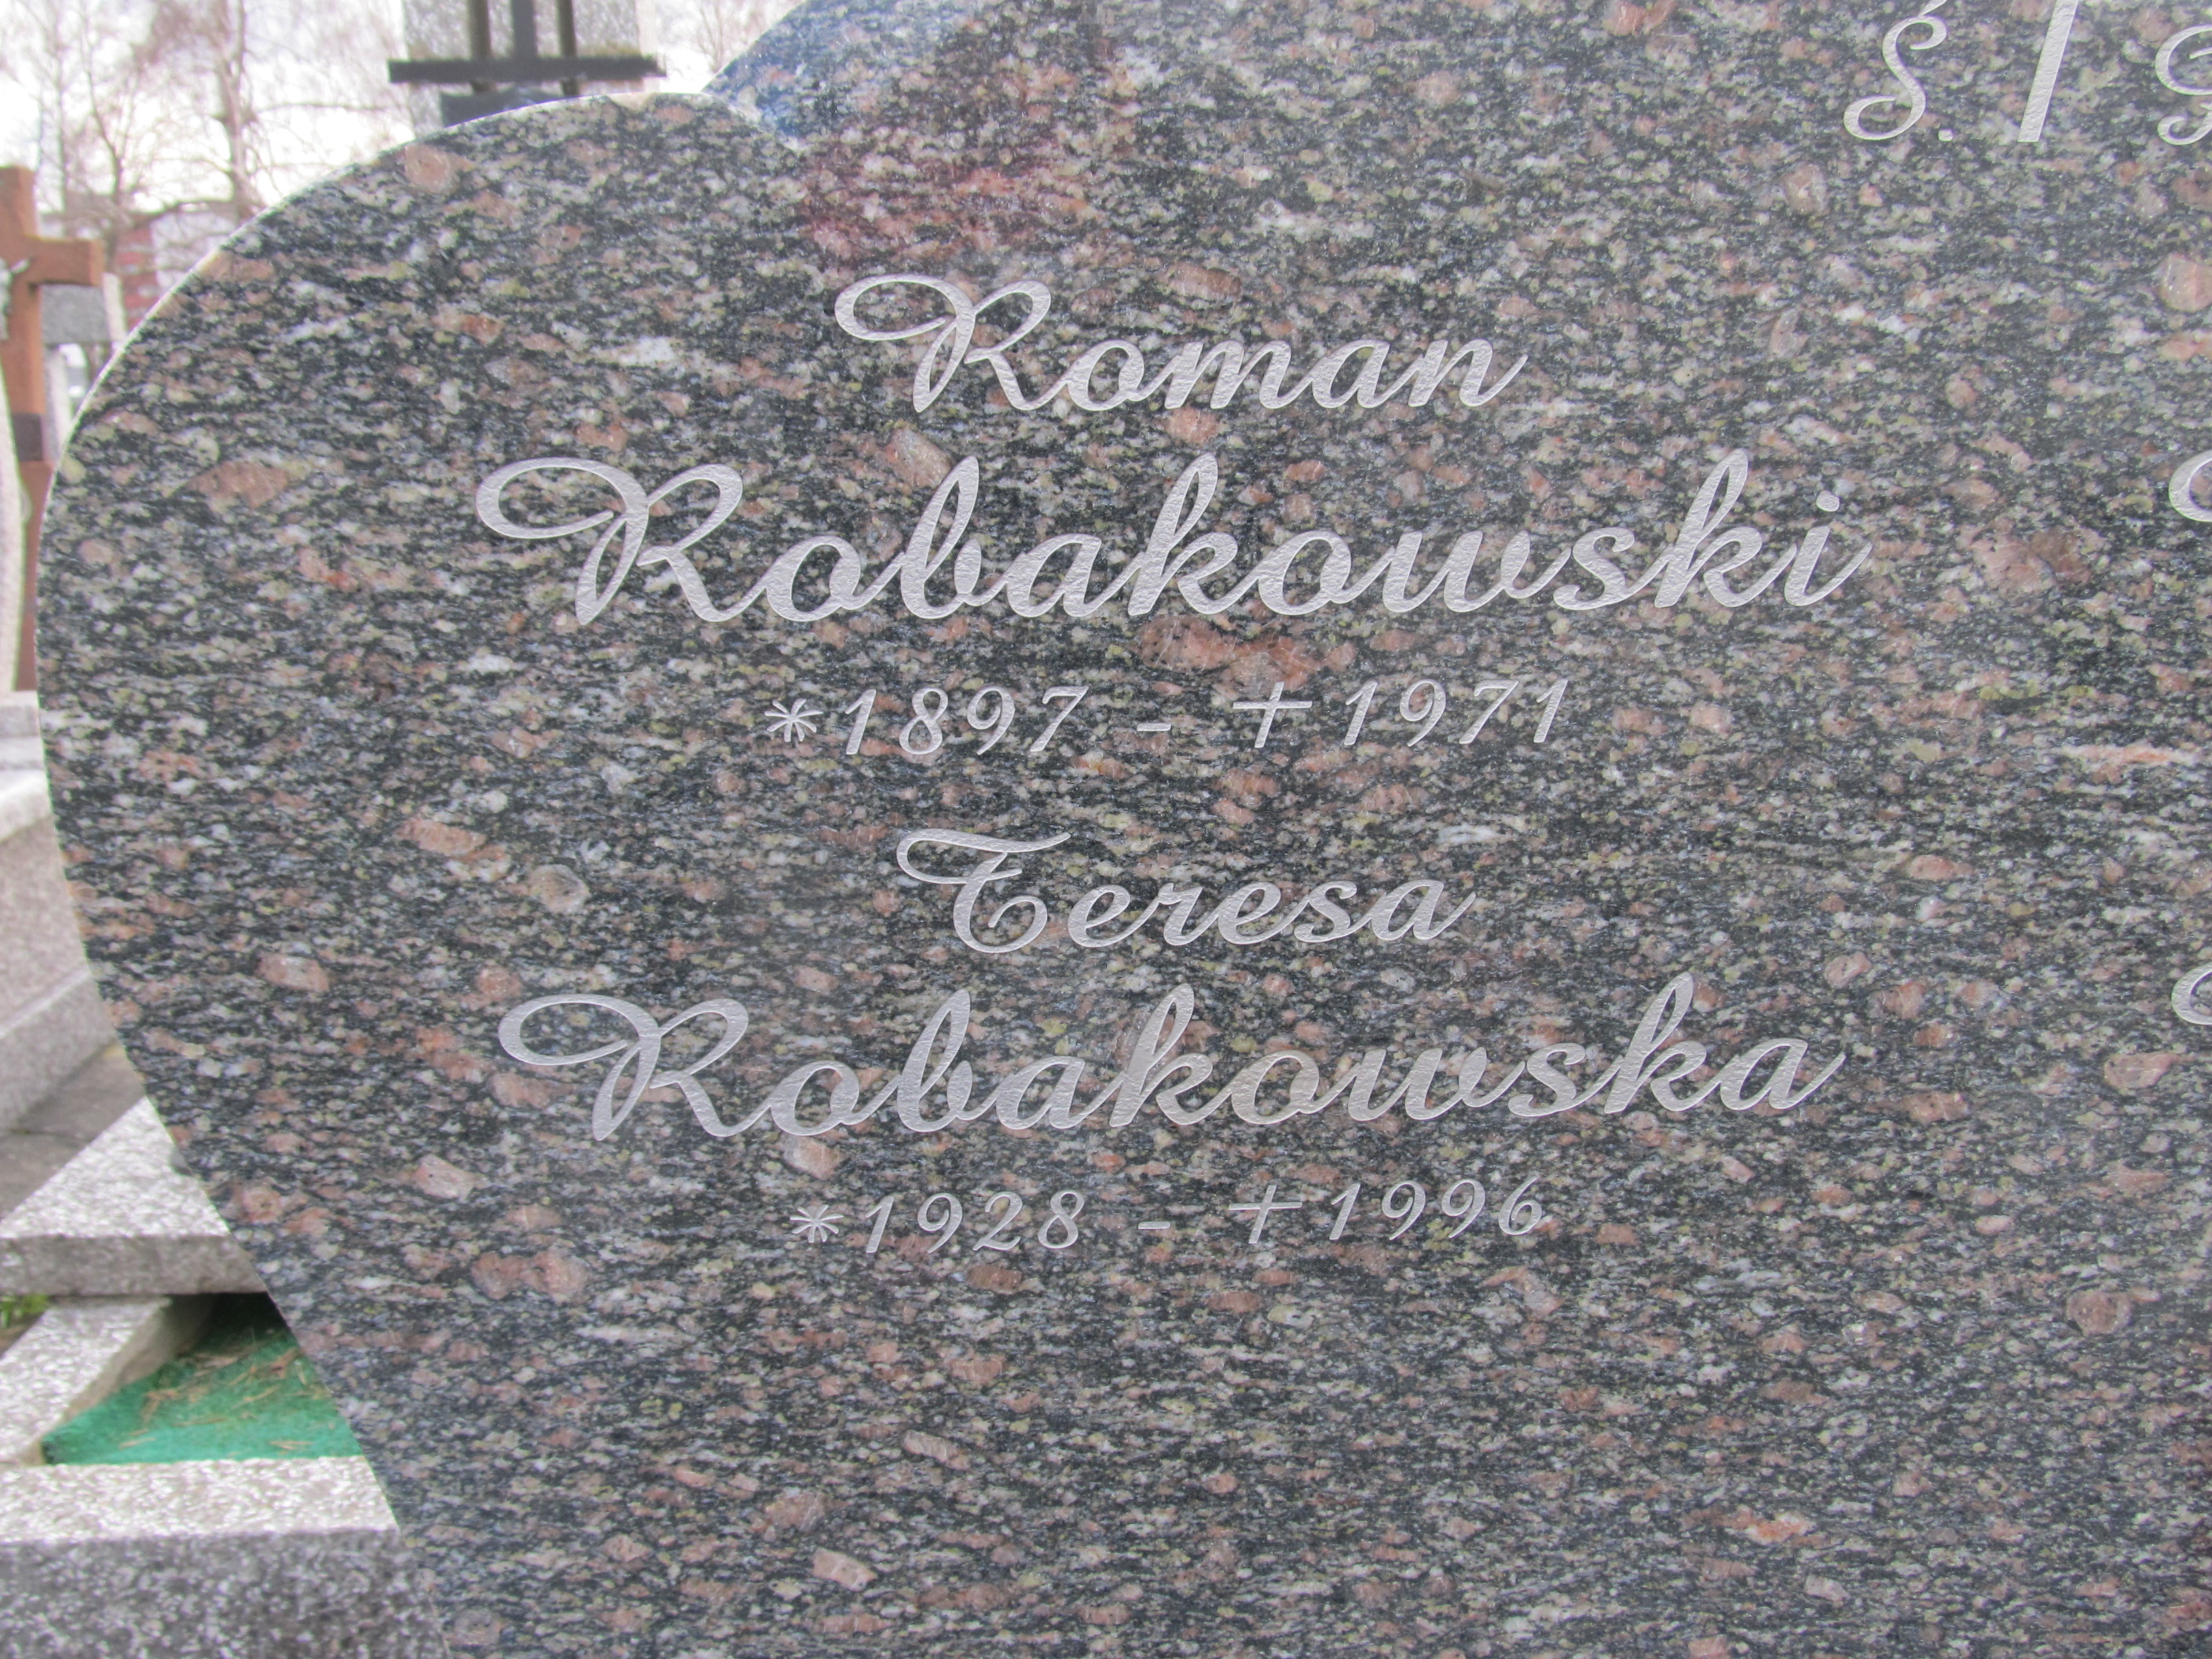 Ś.
Roman
Robakowski
*1897 - +1971
Teresa
Robakowska
*1928 - +1996